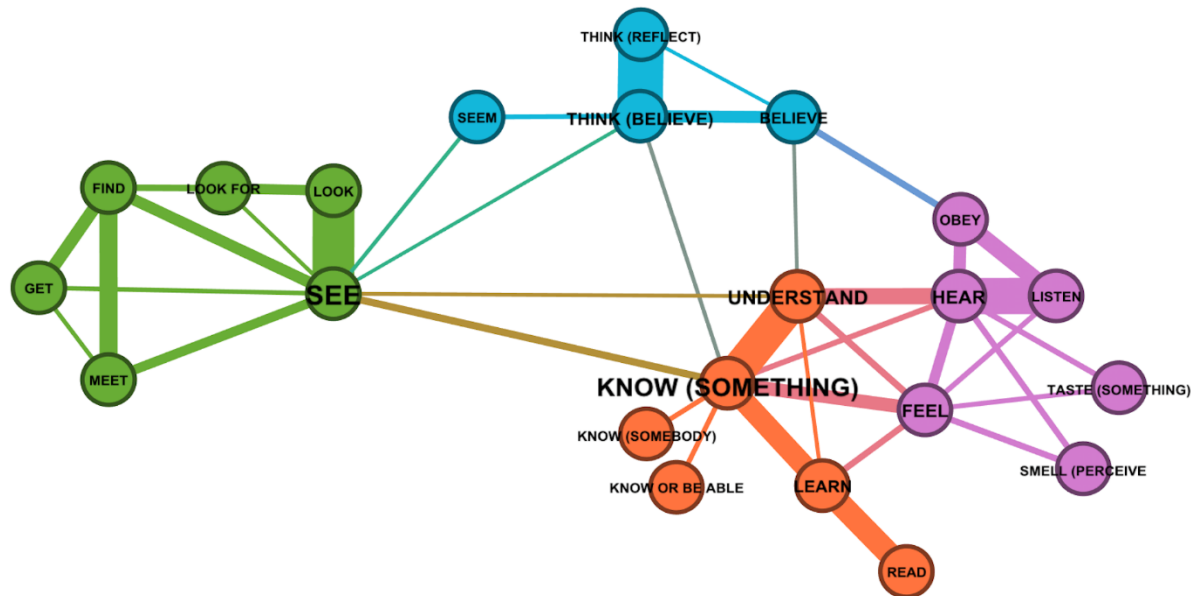 THINK (REFLECT)
SEEM
THINK (BELIEVE)
BELIEVE
FIND
LOOK FOR
LOOK
OBEY
GET
SEE
UNDERSTAND
HEAR
LISTEN
MEET
KNOW (SOMETHING)
TASTE (SOMETHING)
FEEL
KNOW (SOMEBODY)
SMELL (PERCEIVE
KNOW OR BE ABLE
LEARN
READ